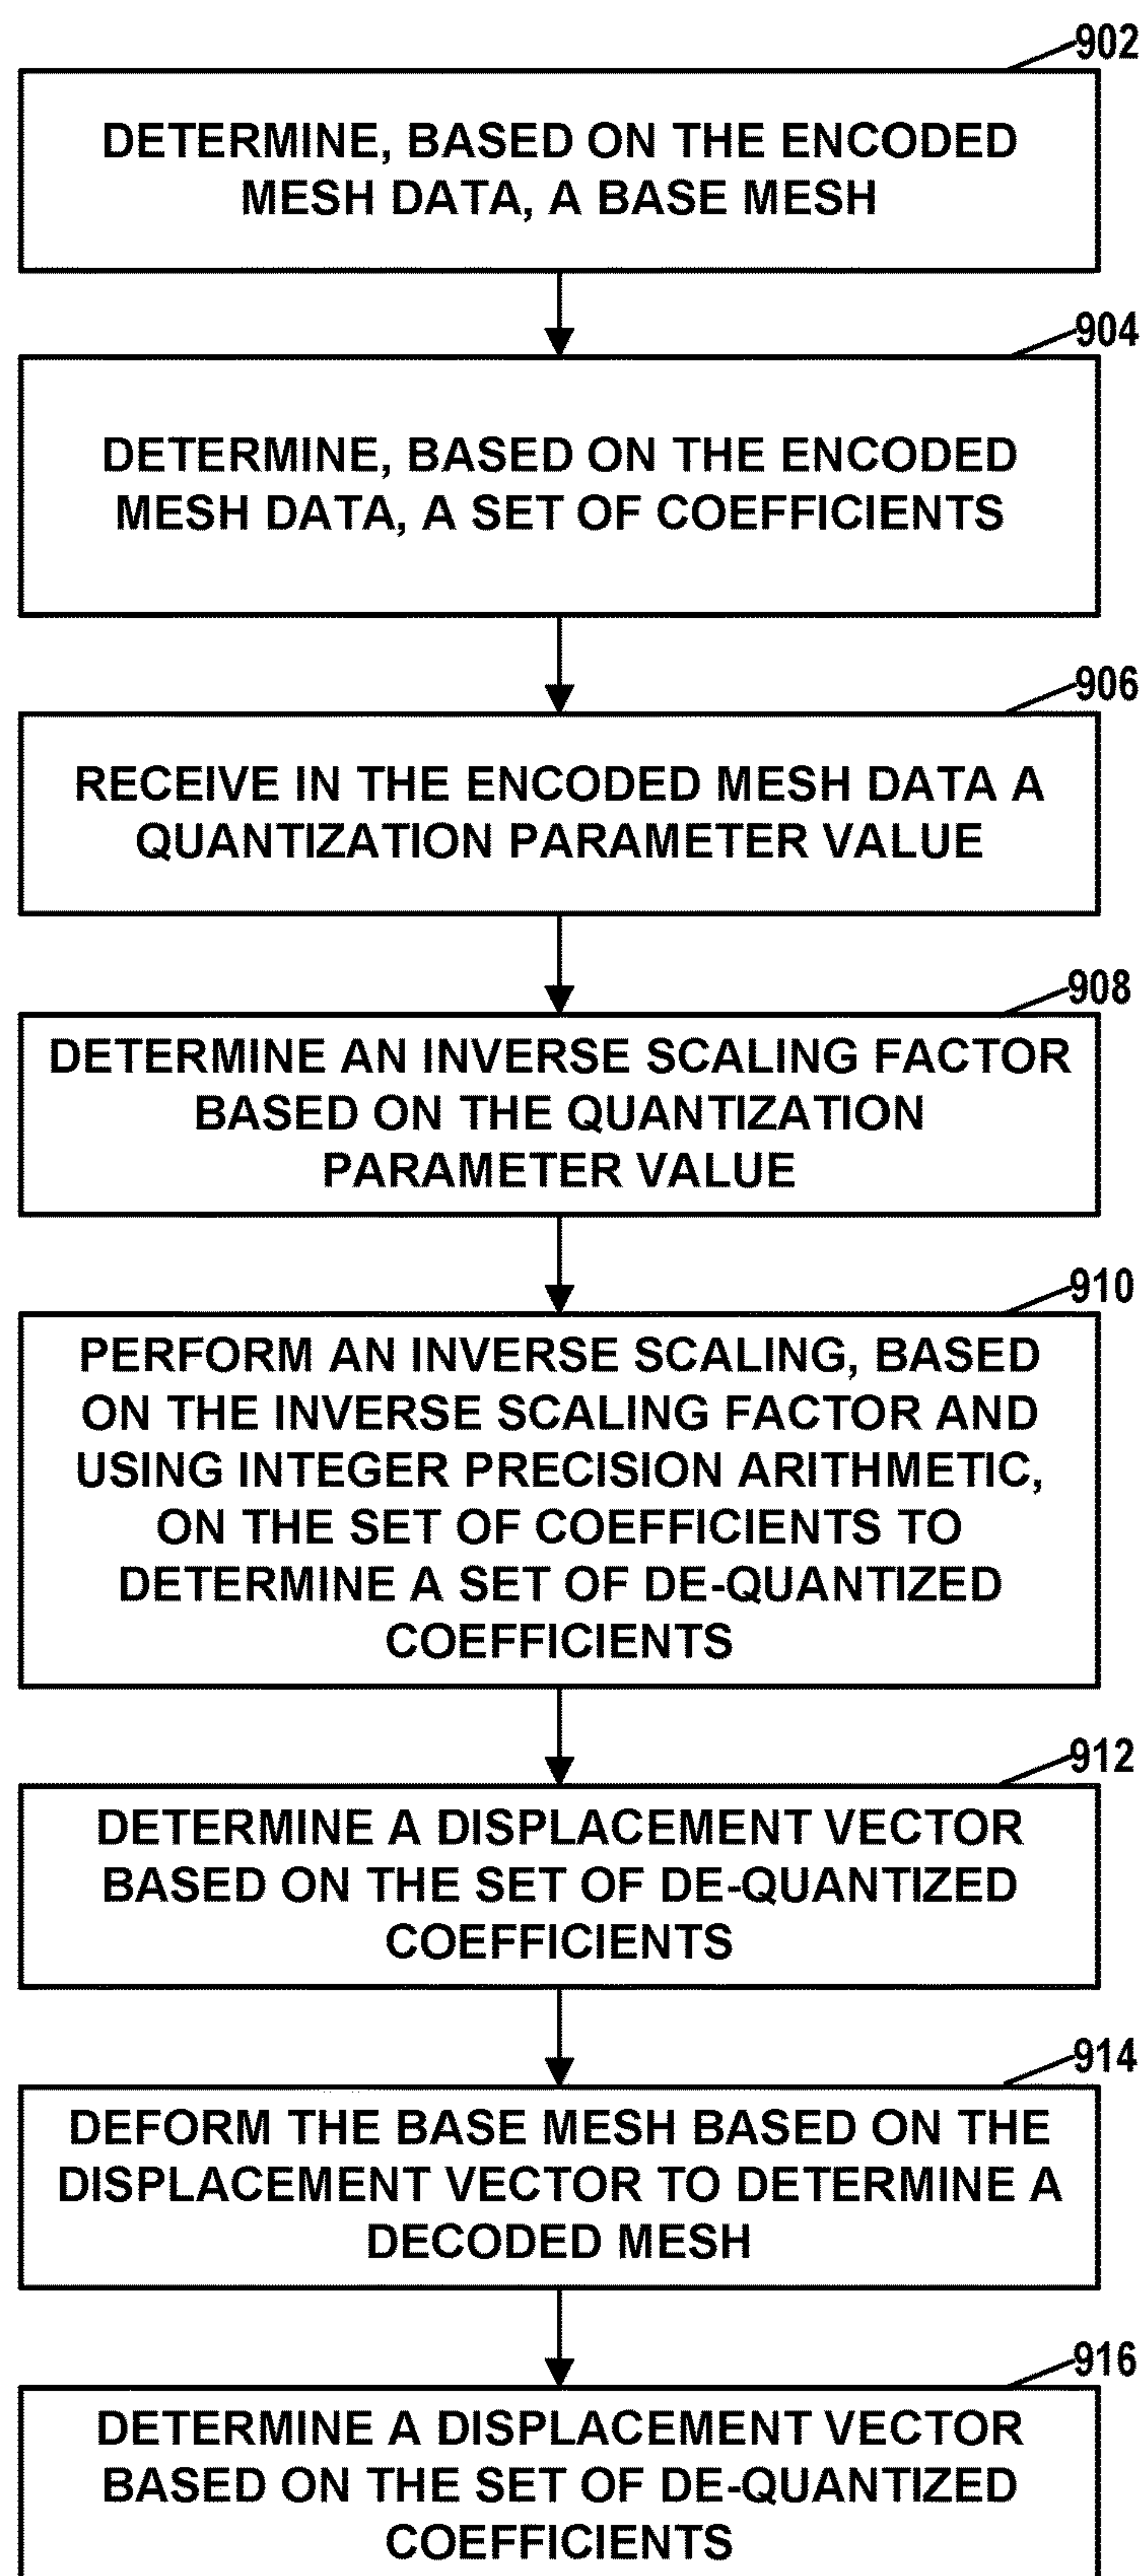 902
DETERMINE, BASED ON THE ENCODED
MESH DATA, A BASE MESH
904
DETERMINE, BASED ON THE ENCODED
MESH DATA, A SET OF COEFFICIENTS
906
RECEIVE IN THE ENCODED MESH DATA A
QUANTIZATION PARAMETER VALUE
908
DETERMINE AN INVERSE SCALING FACTOR
BASED ON THE QUANTIZATION
PARAMETER VALUE
910
PERFORM AN INVERSE SCALING, BASED
ON THE INVERSE SCALING FACTOR AND
USING INTEGER PRECISION ARITHMETIC,
ON THE SET OF COEFFICIENTS TO
DETERMINE A SET OF DE-QUANTIZED
COEFFICIENTS
912
DETERMINE A DISPLACEMENT VECTOR
BASED ON THE SET OF DE-QUANTIZED
COEFFICIENTS
914
DEFORM THE BASE MESH BASED ON THE
DISPLACEMENT VECTOR TO DETERMINE A
DECODED MESH
916
DETERMINE A DISPLACEMENT VECTOR
BASED ON THE SET OF DE-QUANTIZED
COEFFICIENTS